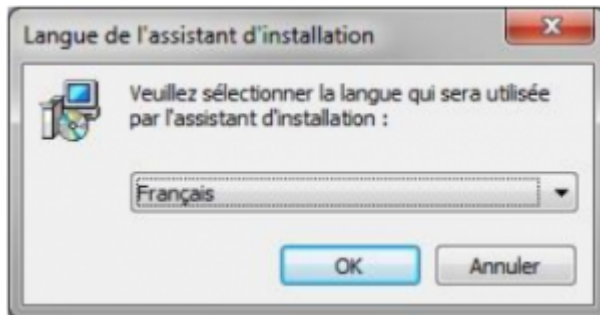 Langue de l'assistant d'installation
Veuillez sélectionner la langue qui sera utilisée
par l'assistant d'installation :
Français
OK
Annuler